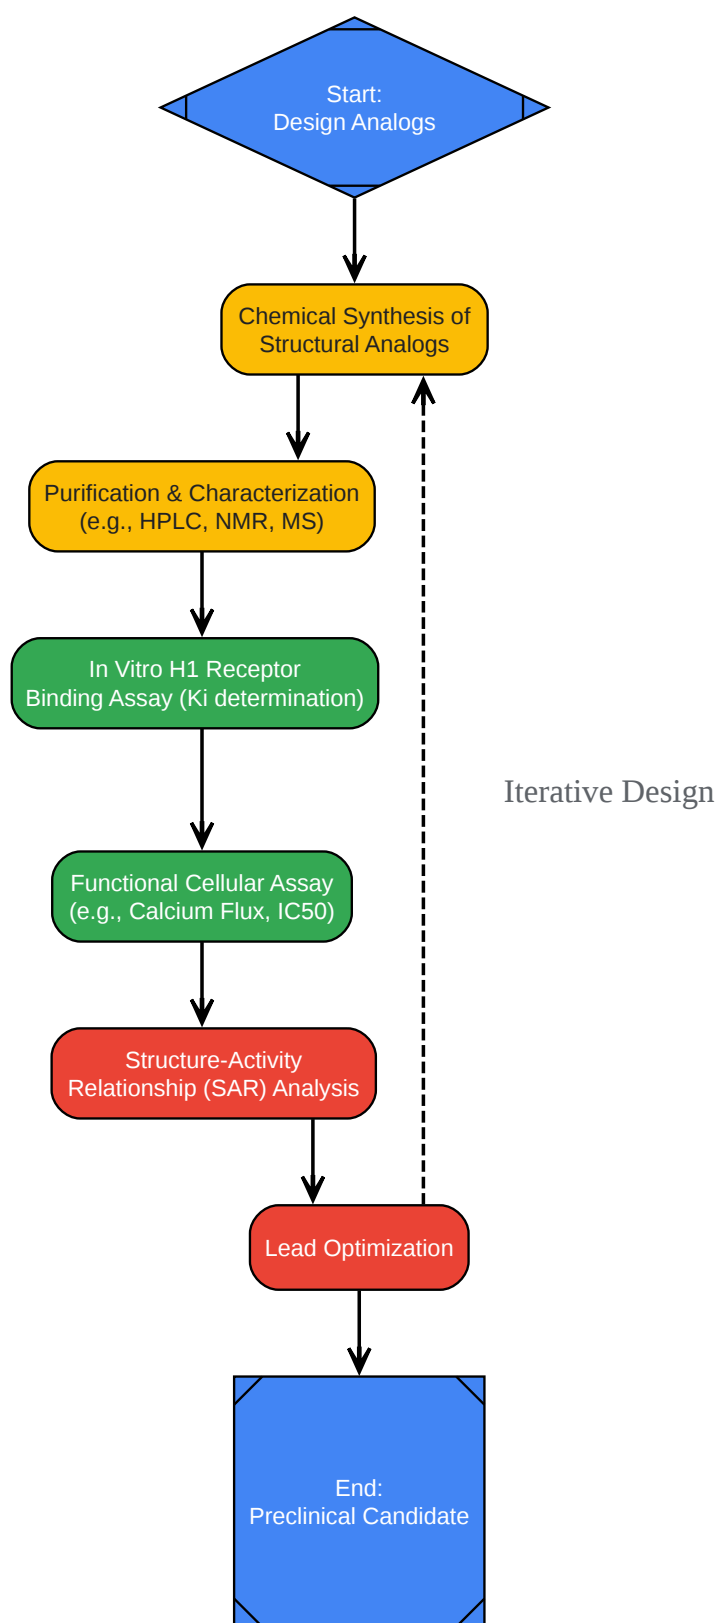 Start:
Design Analogs
Chemical Synthesis of
Structural Analogs
Purification & Characterization
(e.g., HPLC, NMR, MS)
In Vitro H1 Receptor
Binding Assay (Ki determination)
Iterative Design
Functional Cellular Assay
(e.g., Calcium Flux, IC50)
Structure-Activity
Relationship (SAR) Analysis
Lead Optimization
End:
Preclinical Candidate